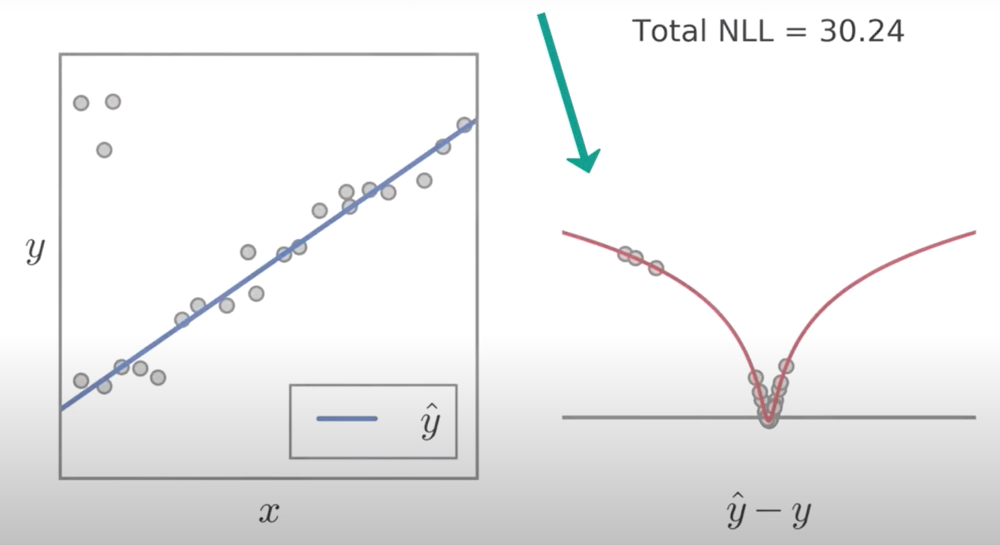 Total NLL = 30.24
y
ŷ
x
ŷ − y